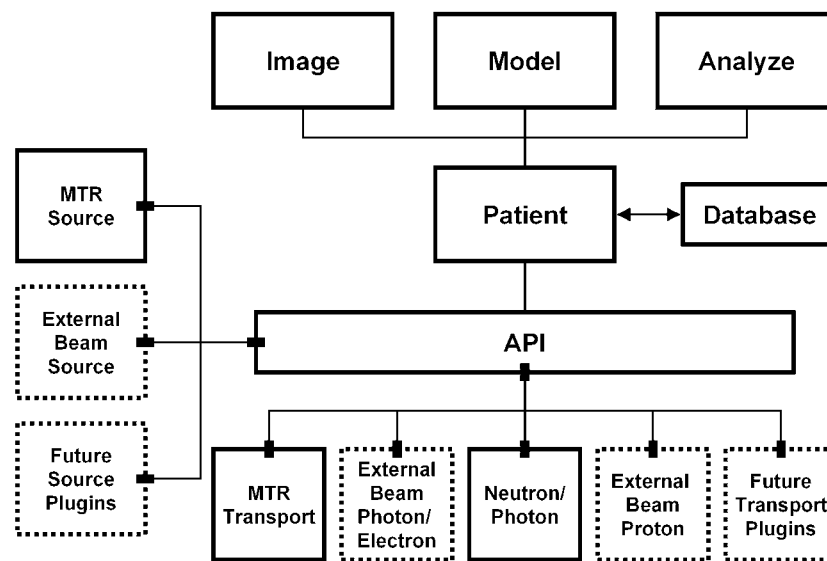 Image
Model
Analyze
MTR
Source
Patient
Database
External
Beam
Source
API
Future
Source
Plugins
MTR
Transport
External
Beam
Photon/
Electron
Neutron/
Photon
External
Beam
Proton
Future
Transport
Plugins